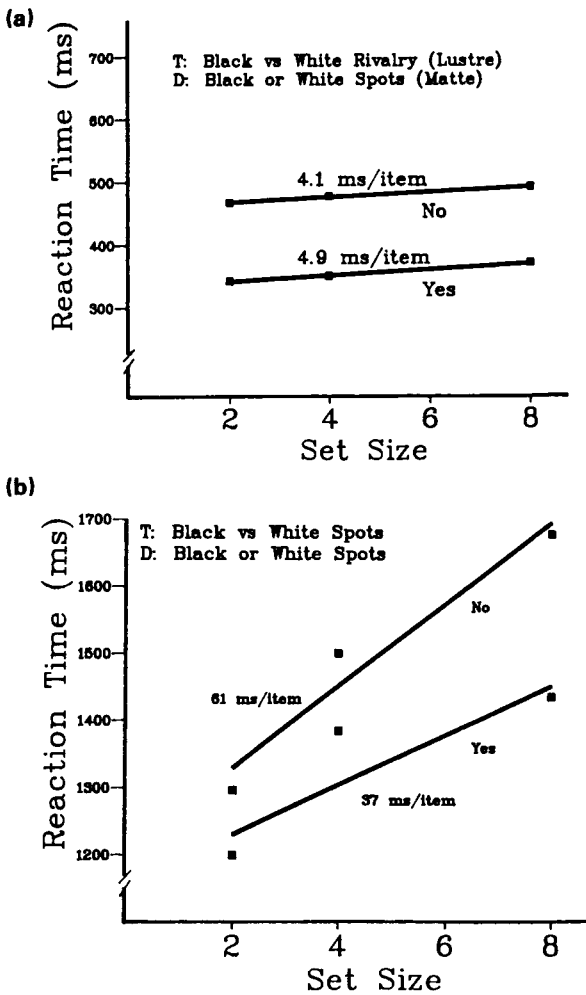 (a)
Reaction Time (ms)
700
600
500
400
300
T: Black vs White Rivalry (Lustre)
D: Black or White Spots (Matte)
4.1 ms/item
No
4.9 ms/item
Yes
2 4 6 8
Set Size
(b)
Reaction Time (ms)
1700
1600
1500
1400
1300
1200
T: Black vs White Spots
D: Black or White Spots
No
61 ms/item
Yes
37 ms/item
2 4 6 8
Set Size